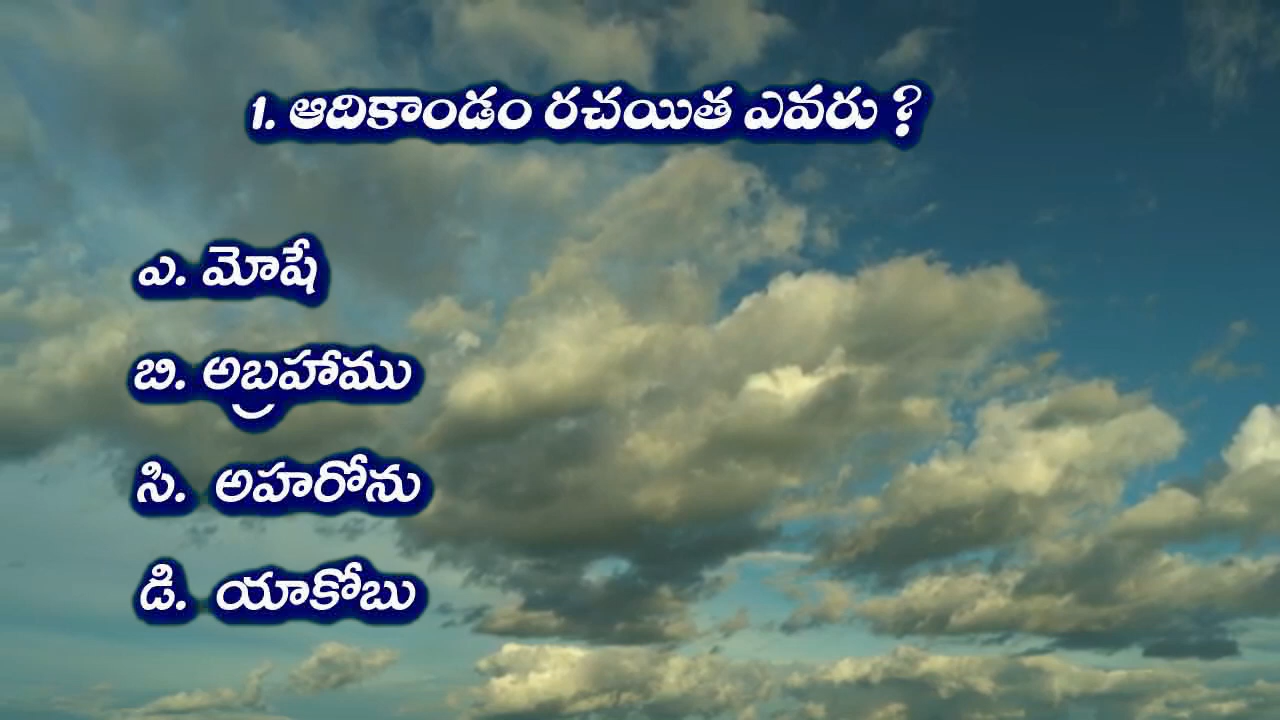 1. ఆదికాండం రచయిత ఎవరు ?
ఎ. మోషే
బి. అబ్రహాము
సి. అహరోను
డి. యాకోబు